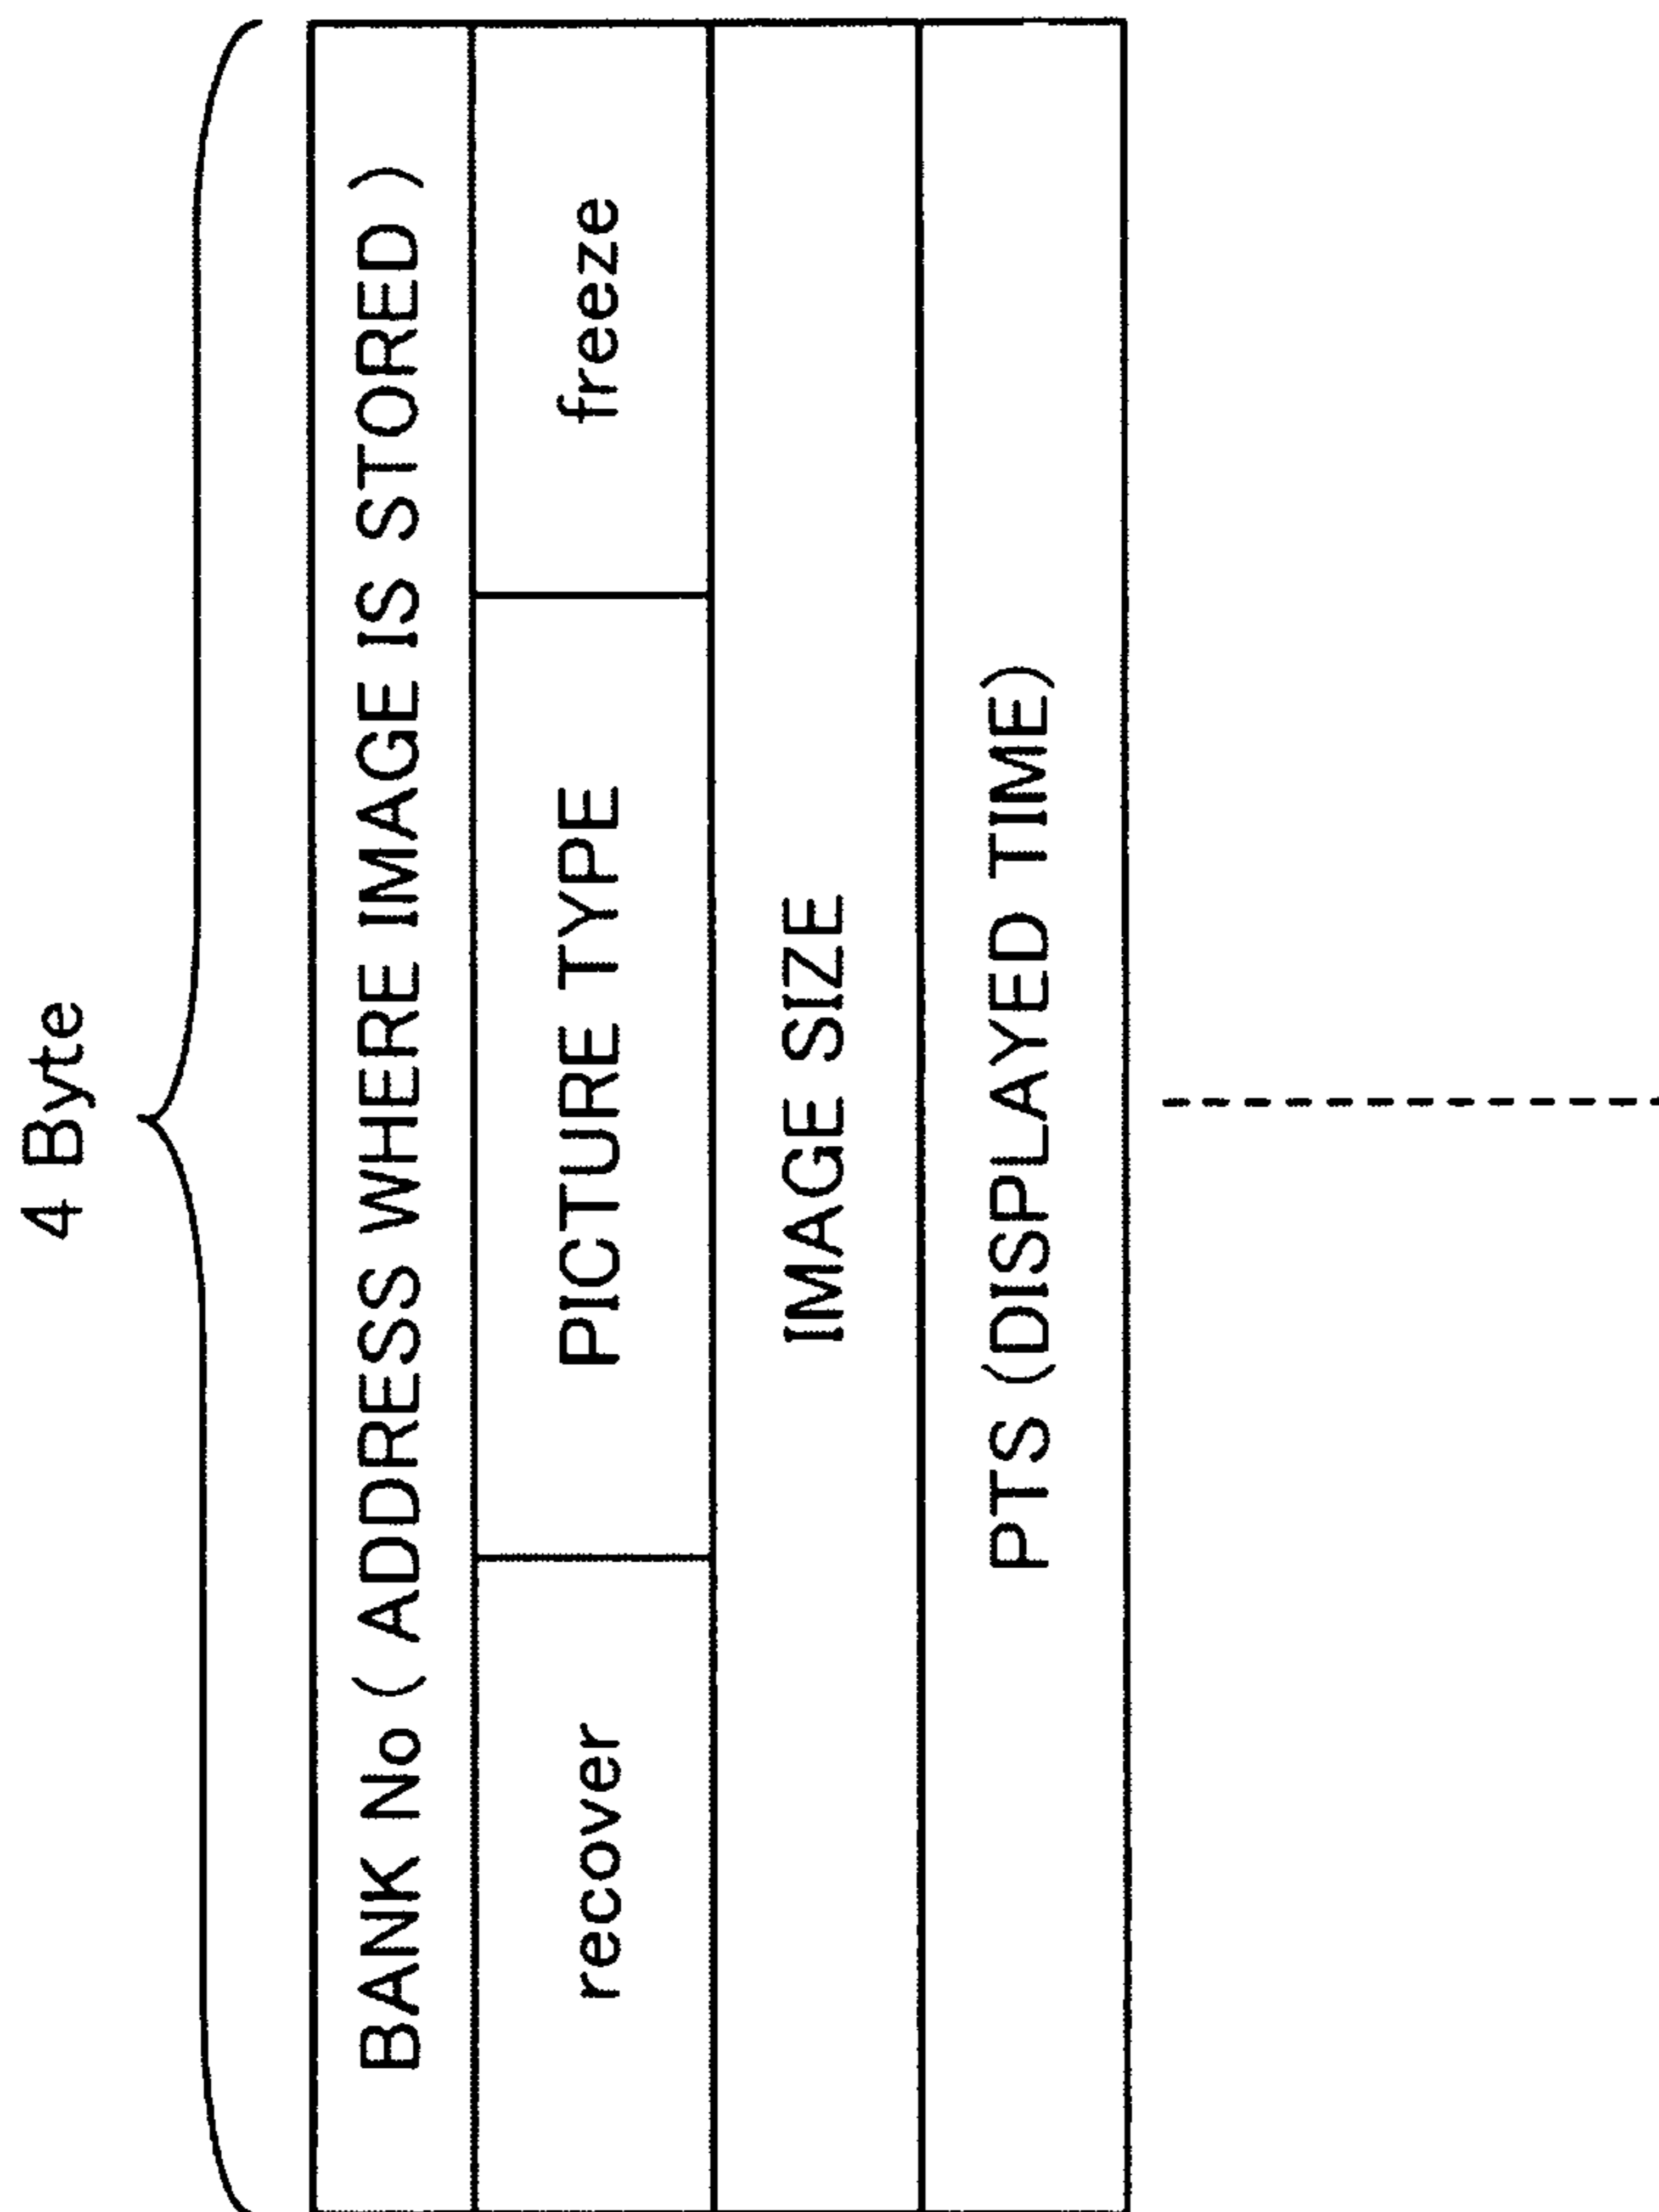 4 Byte
BANK No ( ADDRESS WHERE IMAGE IS STORED )
recover PICTURE TYPE freeze
IMAGE SIZE
PTS (DISPLAYED TIME)